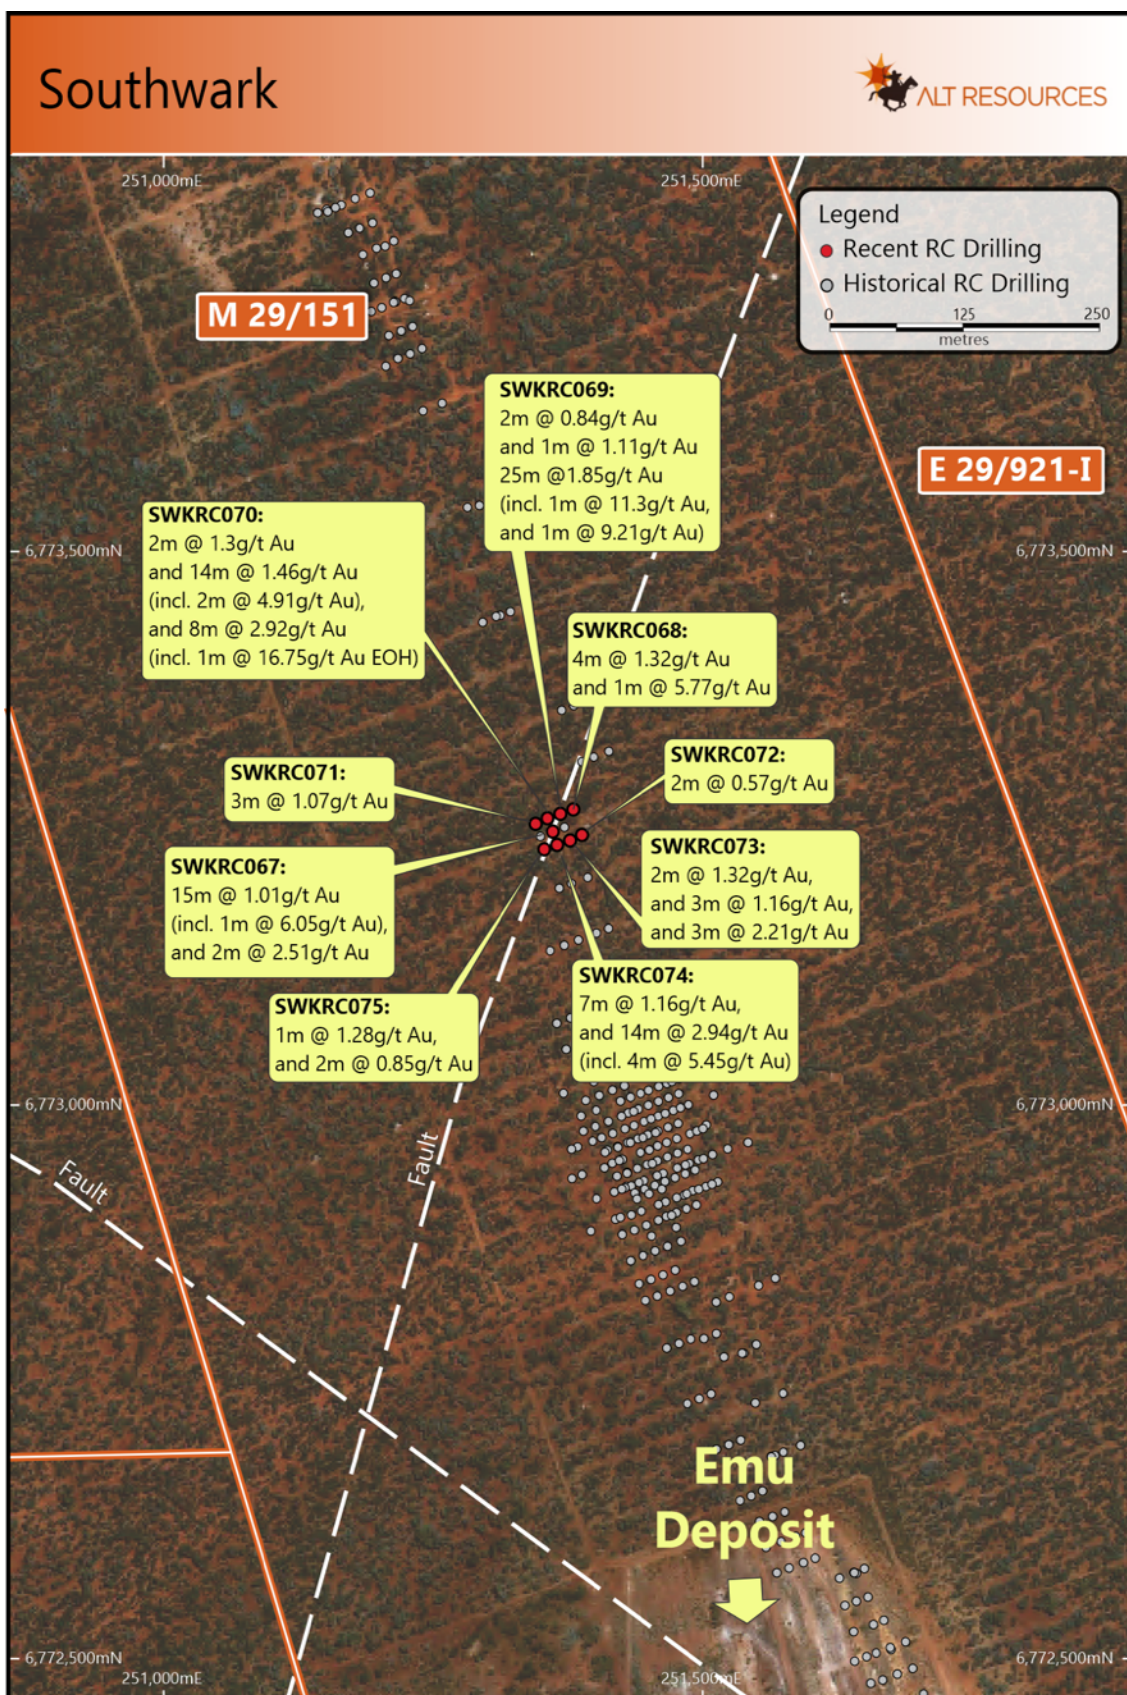 Southwark
ALT RESOURCES
251,000mE
251,500mE
Legend
Recent RC Drilling
Historical RC Drilling
0 125 250
metres
M 29/151
E 29/921-I
SWKRC069:
2m @ 0.84g/t Au
and 1m @ 1.11g/t Au
25m @1.85g/t Au
(incl. 1m @ 11.3g/t Au,
and 1m @ 9.21g/t Au)
SWKRC070:
2m @ 1.3g/t Au
and 14m @ 1.46g/t Au
(incl. 2m @ 4.91g/t Au),
and 8m @ 2.92g/t Au
(incl. 1m @ 16.75g/t Au EOH)
6,773,500mN
6,773,500mN
SWKRC068:
4m @ 1.32g/t Au
and 1m @ 5.77g/t Au
SWKRC071:
3m @ 1.07g/t Au
SWKRC072:
2m @ 0.57g/t Au
SWKRC067:
15m @ 1.01g/t Au
(incl. 1m @ 6.05g/t Au),
and 2m @ 2.51g/t Au
SWKRC073:
2m @ 1.32g/t Au,
and 3m @ 1.16g/t Au,
and 3m @ 2.21g/t Au
SWKRC075:
1m @ 1.28g/t Au,
and 2m @ 0.85g/t Au
SWKRC074:
7m @ 1.16g/t Au,
and 14m @ 2.94g/t Au
(incl. 4m @ 5.45g/t Au)
6,773,000mN
6,773,000mN
Fault
Fault
Emu
Deposit
6,772,500mN
6,772,500mN
251,000mE
251,500mE